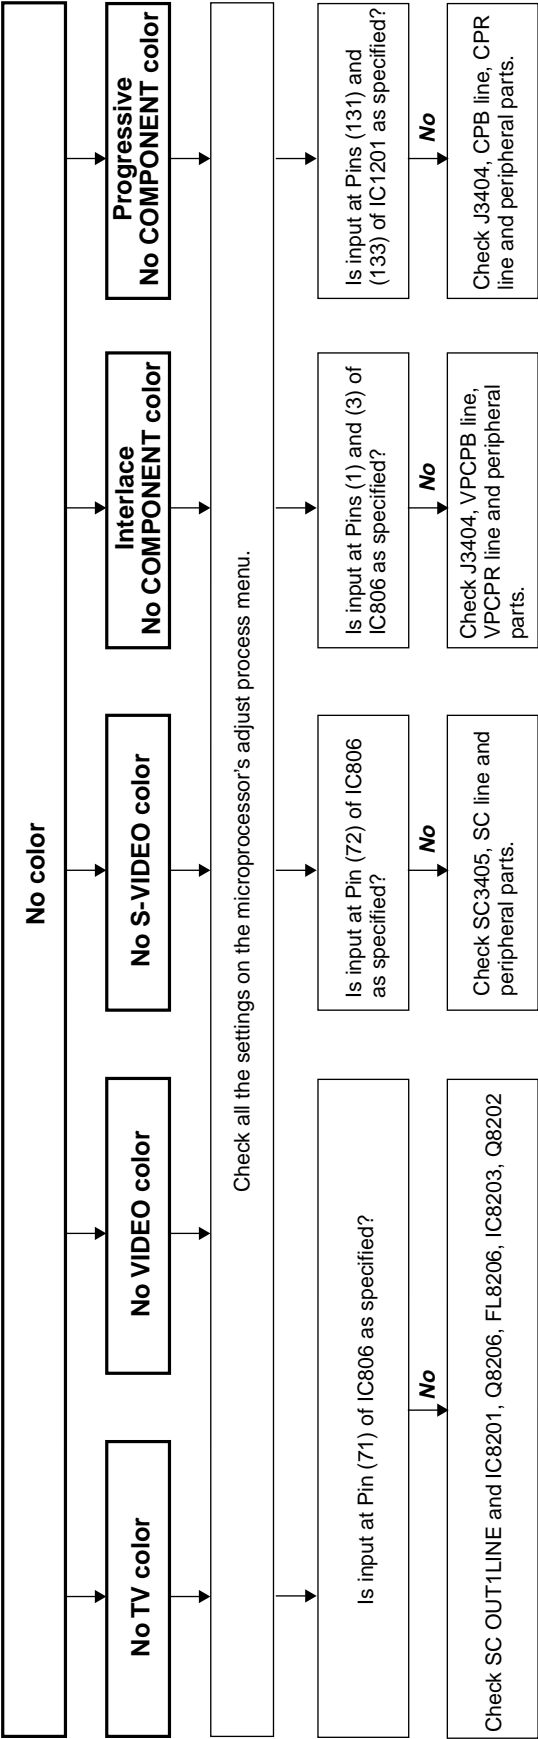 No color
No TV color
No VIDEO color
No S-VIDEO color
Interlace
No COMPONENT color
Progressive
No COMPONENT color
Check all the settings on the microprocessor's adjust process menu.
Is input at Pin (71) of IC806 as specified?
Is input at Pin (72) of IC806
as specified?
Is input at Pins (1) and (3) of
IC806 as specified?
Is input at Pins (131) and
(133) of IC1201 as specified?
No
No
No
No
Check SC OUT1LINE and IC8201, Q8206, FL8206, IC8203, Q8202
Check SC3405, SC line and
peripheral parts.
Check J3404, VPCPB line,
VPCPR line and peripheral
parts.
Check J3404, CPB line, CPR
line and peripheral parts.